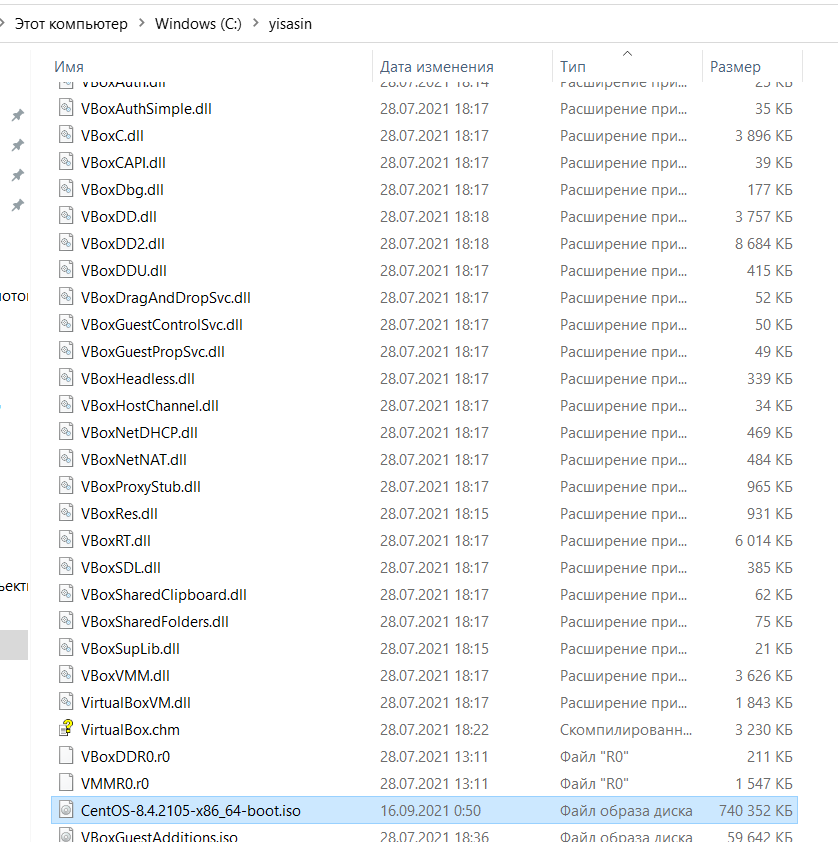 Этот компьютер > Windows (C:) > yisasin
Имя Дата изменения Тип Размер
VBoxAuth.dll 28.07.2021 18:14 Расширение при... 25 КБ
VBoxAuthSimple.dll 28.07.2021 18:17 Расширение при... 35 КБ
VBoxC.dll 28.07.2021 18:17 Расширение при... 3 896 КБ
VBoxCAPI.dll 28.07.2021 18:17 Расширение при... 39 КБ
VBoxDbg.dll 28.07.2021 18:17 Расширение при... 177 КБ
VBoxDD.dll 28.07.2021 18:18 Расширение при... 3 757 КБ
VBoxDD2.dll 28.07.2021 18:18 Расширение при... 8 684 КБ
VBoxDDU.dll 28.07.2021 18:17 Расширение при... 415 КБ
VBoxDragAndDropSvc.dll 28.07.2021 18:17 Расширение при... 52 КБ
VBoxGuestControlSvc.dll 28.07.2021 18:17 Расширение при... 50 КБ
VBoxGuestPropSvc.dll 28.07.2021 18:17 Расширение при... 49 КБ
VBoxHeadless.dll 28.07.2021 18:17 Расширение при... 339 КБ
VBoxHostChannel.dll 28.07.2021 18:17 Расширение при... 34 КБ
VBoxNetDHCP.dll 28.07.2021 18:17 Расширение при... 469 КБ
VBoxNetNAT.dll 28.07.2021 18:17 Расширение при... 484 КБ
VBoxProxyStub.dll 28.07.2021 18:17 Расширение при... 965 КБ
VBoxRes.dll 28.07.2021 18:15 Расширение при... 931 КБ
VBoxRT.dll 28.07.2021 18:17 Расширение при... 6 014 КБ
VBoxSDL.dll 28.07.2021 18:17 Расширение при... 385 КБ
VBoxSharedClipboard.dll 28.07.2021 18:17 Расширение при... 62 КБ
VBoxSharedFolders.dll 28.07.2021 18:17 Расширение при... 75 КБ
VBoxSupLib.dll 28.07.2021 18:15 Расширение при... 21 КБ
VBoxVMM.dll 28.07.2021 18:17 Расширение при... 3 626 КБ
VirtualBoxVM.dll 28.07.2021 18:17 Расширение при... 1 843 КБ
VirtualBox.chm 28.07.2021 18:22 Скомпилированн... 3 230 КБ
VBoxDDR0.r0 28.07.2021 13:11 Файл "R0" 211 КБ
VMMR0.r0 28.07.2021 13:11 Файл "R0" 1 547 КБ
CentOS-8.4.2105-x86_64-boot.iso 16.09.2021 0:50 Файл образа диска 740 352 КБ
VBoxGuestAdditions.iso 28.07.2021 18:36 Файл образа диска 59 642 КБ